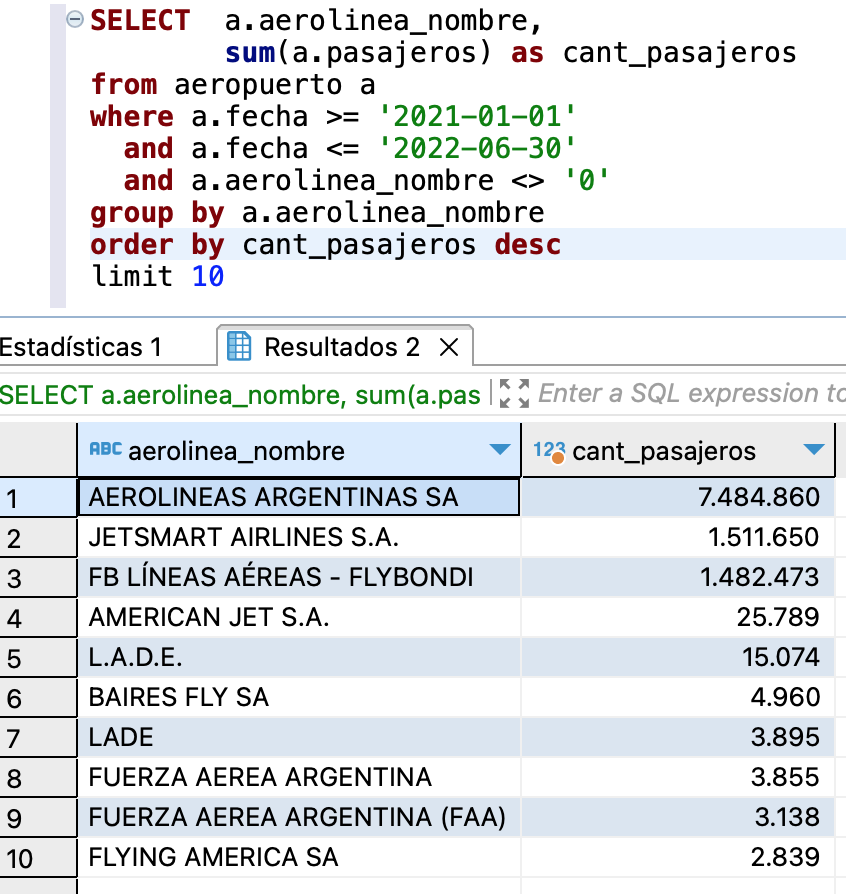 SELECT  a.aerolinea_nombre,
        sum(a.pasajeros) as cant_pasajeros
from aeropuerto a
where a.fecha >= '2021-01-01'
  and a.fecha <= '2022-06-30'
  and a.aerolinea_nombre <> '0'
group by a.aerolinea_nombre
order by cant_pasajeros desc
limit 10
Estadísticas 1 Resultados 2
SELECT a.aerolinea_nombre, sum(a.pas Enter a SQL expression to
ABC aerolinea_nombre 123 cant_pasajeros
1 AEROLINEAS ARGENTINAS SA 7.484.860
2 JETSMART AIRLINES S.A. 1.511.650
3 FB LÍNEAS AÉREAS - FLYBONDI 1.482.473
4 AMERICAN JET S.A. 25.789
5 L.A.D.E. 15.074
6 BAIRES FLY SA 4.960
7 LADE 3.895
8 FUERZA AEREA ARGENTINA 3.855
9 FUERZA AEREA ARGENTINA (FAA) 3.138
10 FLYING AMERICA SA 2.839